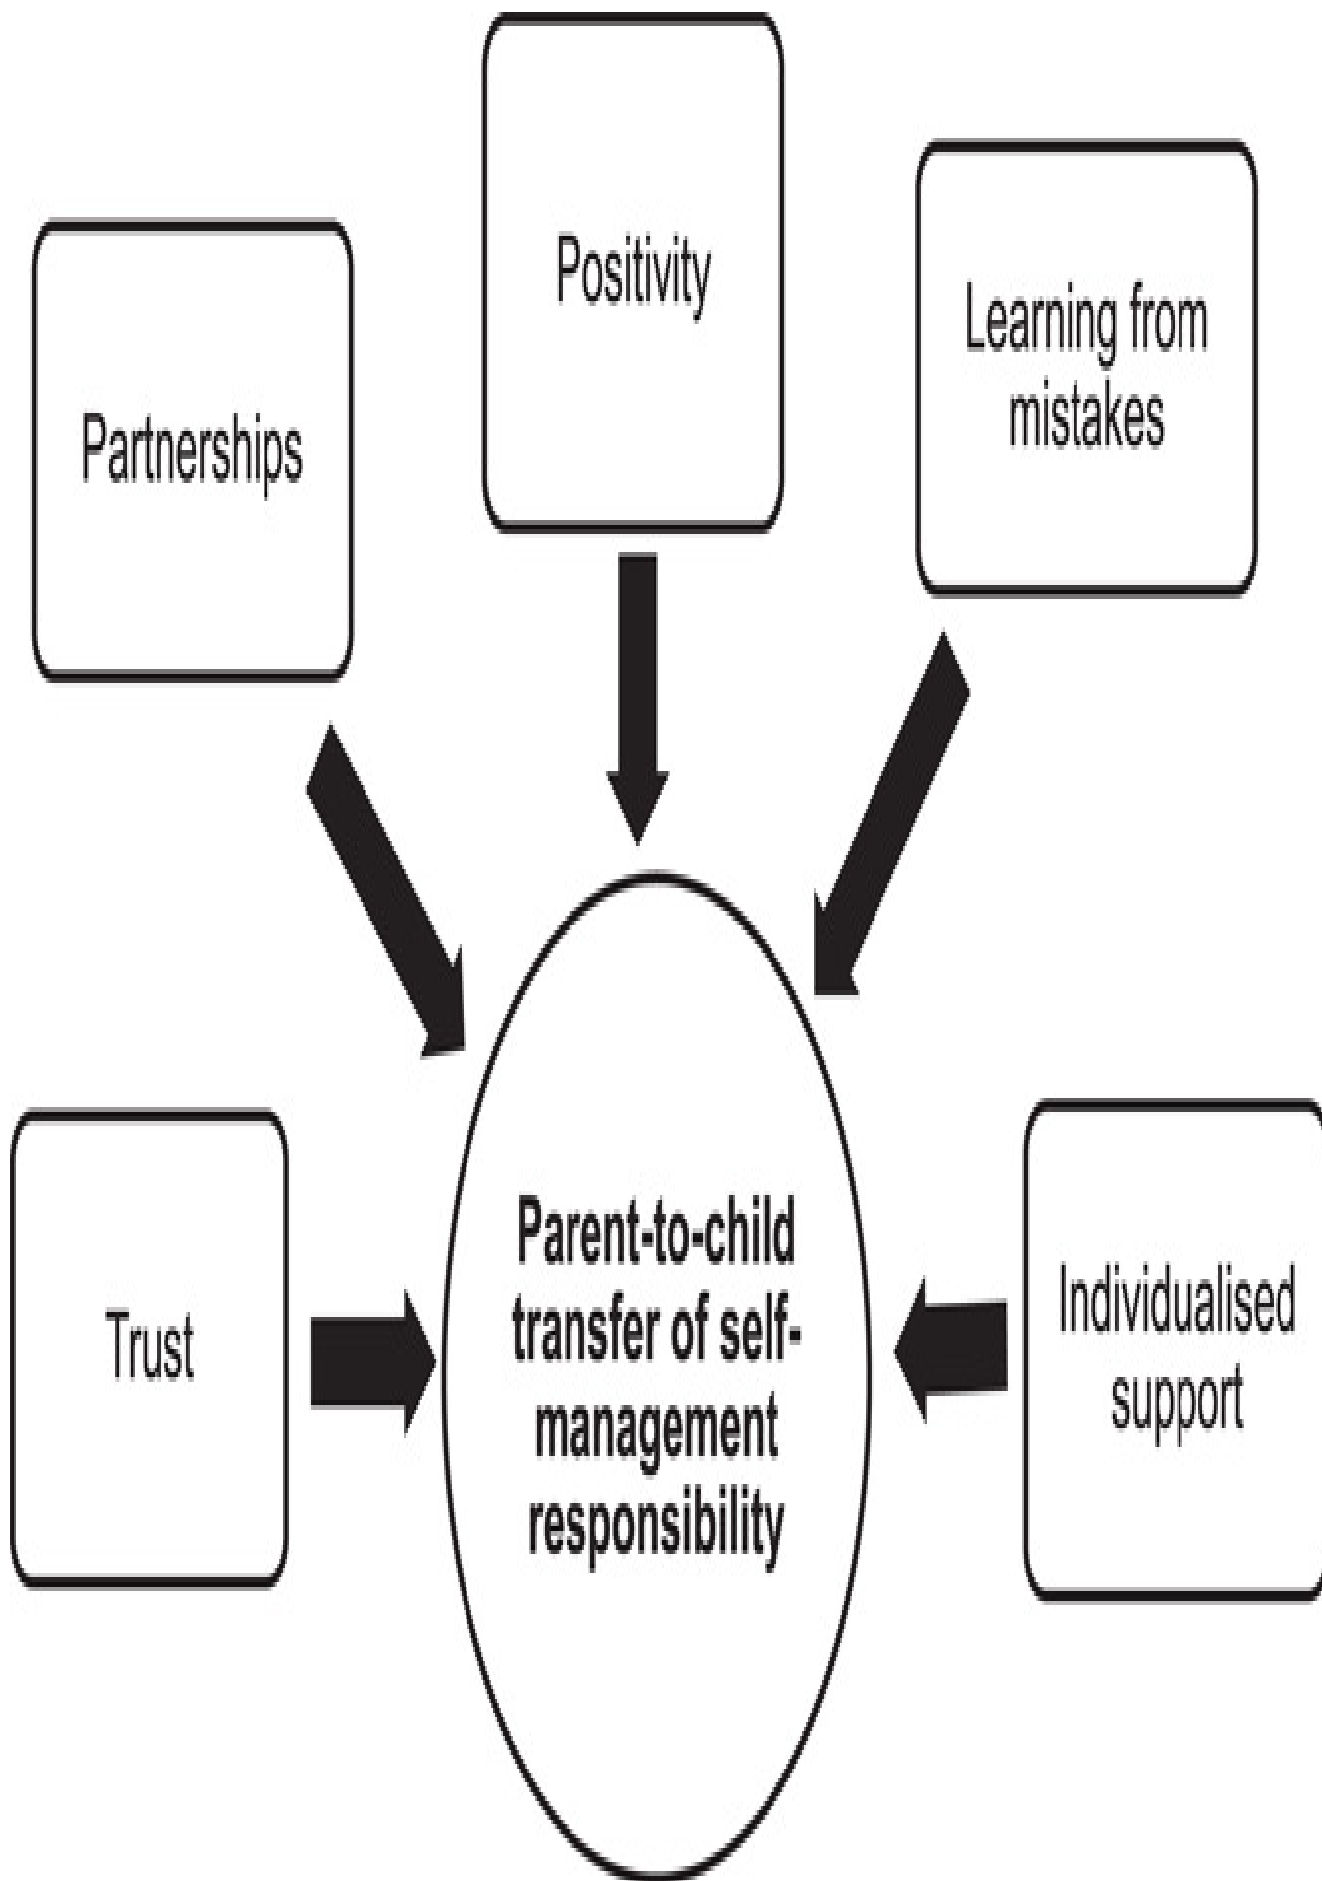 Positivity
Learning from
mistakes
Partnerships
Parent-to-child
transfer of self-
management
responsibility
Trust
Individualised
support